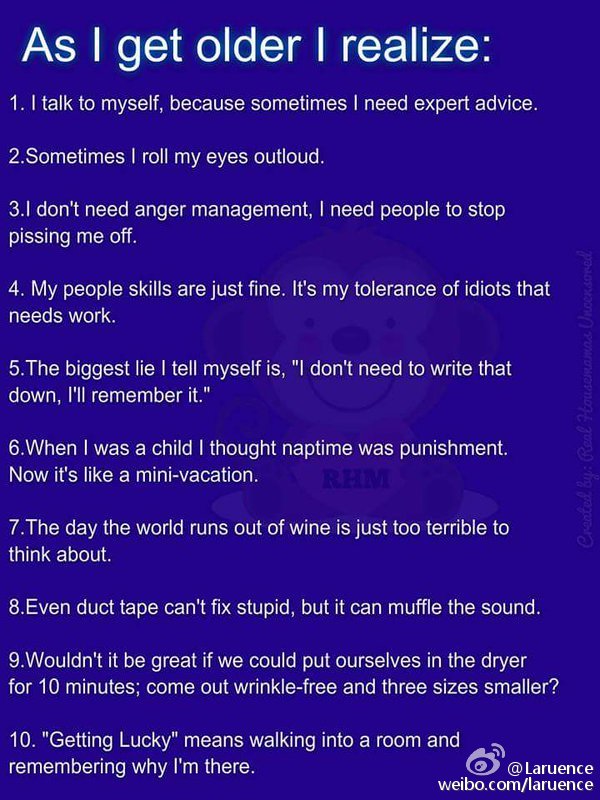 As I get older I realize:
1. I talk to myself, because sometimes I need expert advice.
2.Sometimes I roll my eyes outloud.
3.I don't need anger management, I need people to stop
pissing me off.
4. My people skills are just fine. It's my tolerance of idiots that
needs work.
5.The biggest lie I tell myself is, "I don't need to write that
down, I'll remember it."
6.When I was a child I thought naptime was punishment.
Now it's like a mini-vacation.
RHM
7.The day the world runs out of wine is just too terrible to
think about.
8.Even duct tape can't fix stupid, but it can muffle the sound.
9.Wouldn't it be great if we could put ourselves in the dryer
for 10 minutes; come out wrinkle-free and three sizes smaller?
10. "Getting Lucky" means walking into a room and
remembering why I'm there.
Created by: Real Housemamas Uncensored
@Laruence
weibo.com/laruence